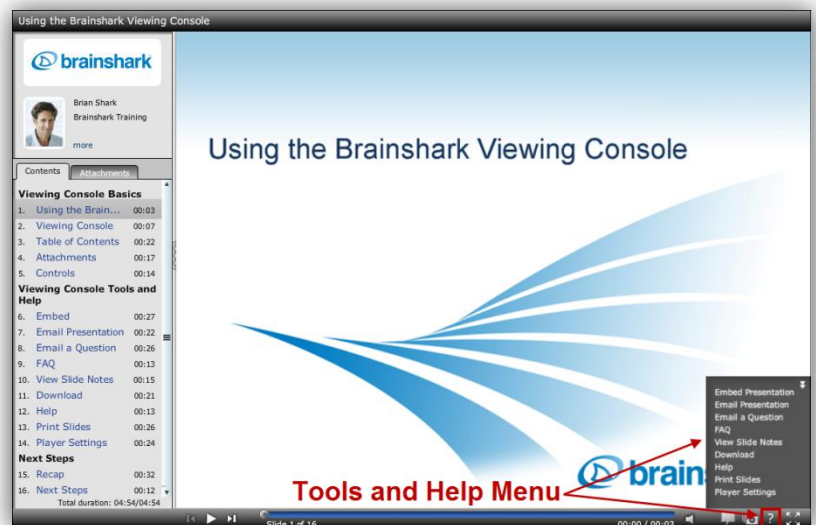 Using the Brainshark Viewing Console
brainshark
Brian Shark
Brainshark Training
more
Contents
Attachments
Viewing Console Basics
1. Using the Brain... 00:03
2. Viewing Console 00:07
3. Table of Contents 00:22
4. Attachments 00:17
5. Controls 00:14
Viewing Console Tools and
Help
6. Embed 00:27
7. Email Presentation 00:22
8. Email a Question 00:26
9. FAQ 00:13
10. View Slide Notes 00:15
11. Download 00:21
12. Help 00:13
13. Print Slides 00:26
14. Player Settings 00:24
Next Steps
15. Recap 00:32
16. Next Steps 00:12
Total duration: 04:54/04:54
Using the Brainshark Viewing Console
Embed Presentation
Email Presentation
Email a Question
FAQ
View Slide Notes
Download
Help
Print Slides
Player Settings
brain
Tools and Help Menu
Slide 1 of 16
00:00 / 00:03
?